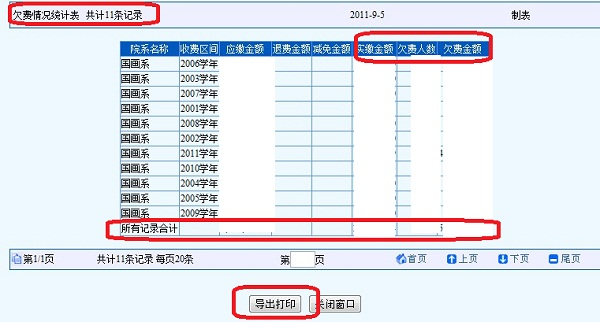 欠费情况统计表 共计11条记录 2011-9-5 制表
院系名称 收费区间 应缴金额 退费金额 减免金额 实缴金额 欠费人数 欠费金额
国画系 2006学年
国画系 2003学年
国画系 2007学年
国画系 2001学年
国画系 2008学年
国画系 2002学年
国画系 2011学年
国画系 2010学年
国画系 2004学年
国画系 2005学年
国画系 2009学年
所有记录合计
第1/1页 共计11条记录 每页20条 第 页 首页 上页 下页 尾页
导出打印 关闭窗口